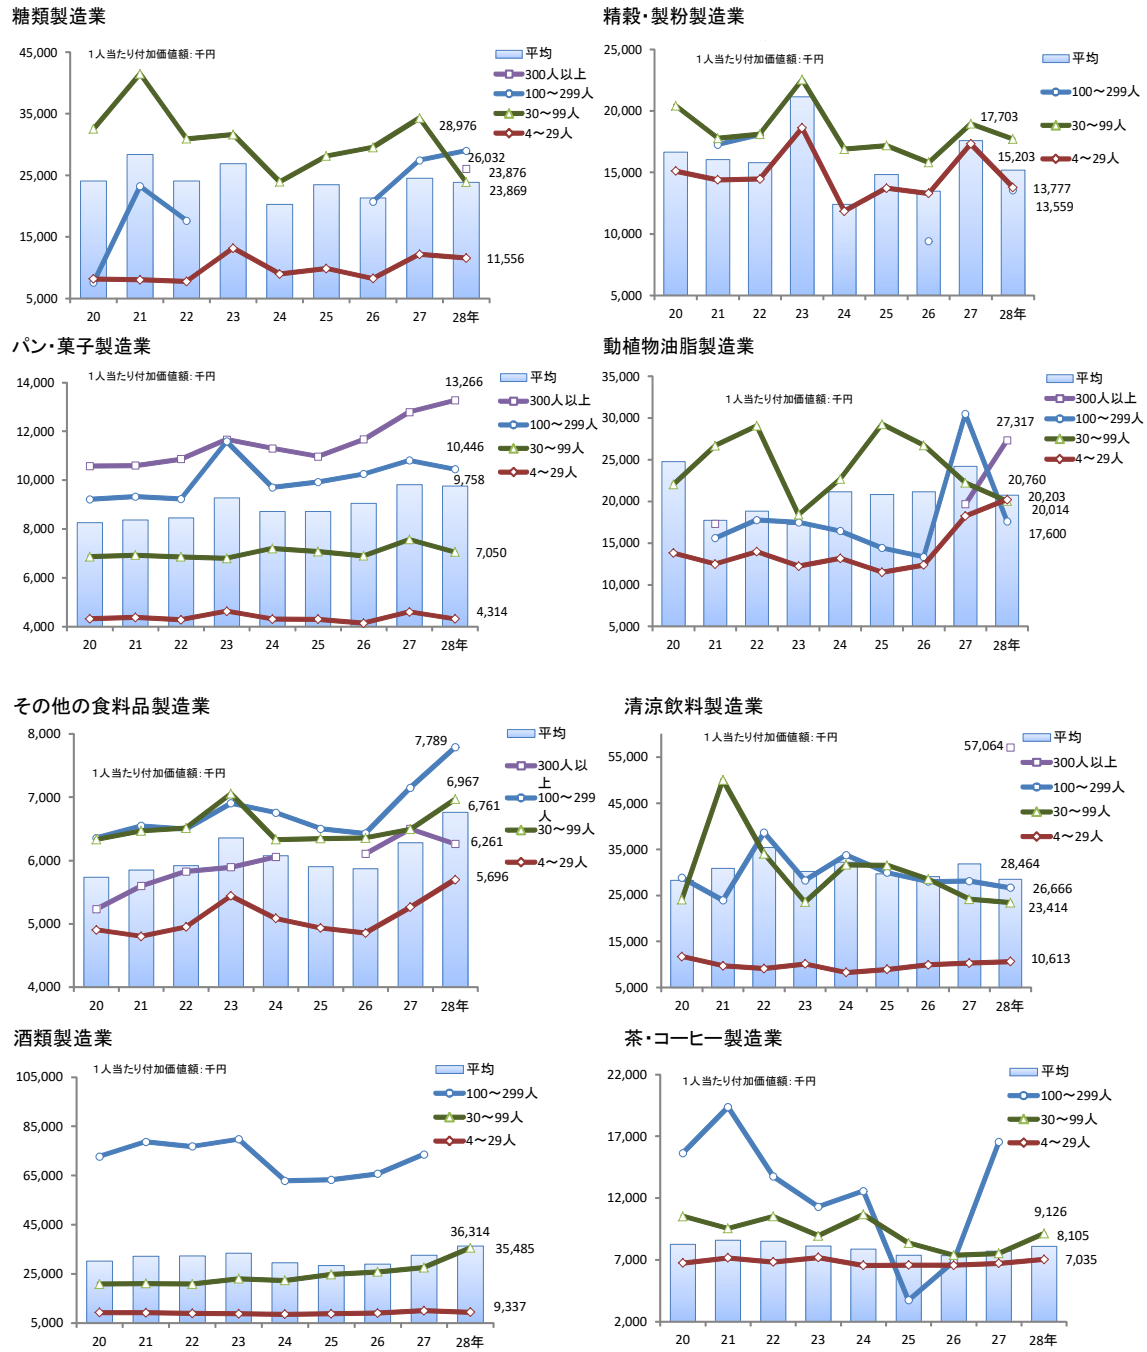 糖類製造業
1人当たり付加価値額：千円
45,000
35,000
25,000
15,000
5,000
20 21 22 23 24 25 26 27 28年
平均
300人以上
100～299人
30～99人
4～29人
28,976
26,032
23,876
23,869
11,556
精穀・製粉製造業
1人当たり付加価値額：千円
25,000
20,000
15,000
10,000
5,000
20 21 22 23 24 25 26 27 28年
平均
100～299人
30～99人
4～29人
17,703
15,203
13,777
13,559
パン・菓子製造業
1人当たり付加価値額：千円
14,000
12,000
10,000
8,000
6,000
4,000
20 21 22 23 24 25 26 27 28年
平均
300人以上
100～299人
30～99人
4～29人
13,266
10,446
9,758
7,050
4,314
動植物油脂製造業
1人当たり付加価値額：千円
35,000
30,000
25,000
20,000
15,000
10,000
5,000
20 21 22 23 24 25 26 27 28年
平均
300人以上
100～299人
30～99人
4～29人
27,317
20,760
20,203
20,014
17,600
その他の食料品製造業
1人当たり付加価値額：千円
8,000
7,000
6,000
5,000
4,000
20 21 22 23 24 25 26 27 28年
平均
300人以
上
100～299
人
30～99人
4～29人
7,789
6,967
6,761
6,261
5,696
清涼飲料製造業
1人当たり付加価値額：千円
55,000
45,000
35,000
25,000
15,000
5,000
20 21 22 23 24 25 26 27 28年
平均
300人以上
100～299人
30～99人
4～29人
57,064
28,464
26,666
23,414
10,613
酒類製造業
1人当たり付加価値額：千円
105,000
85,000
65,000
45,000
25,000
5,000
20 21 22 23 24 25 26 27 28年
平均
100～299人
30～99人
4～29人
36,314
35,485
9,337
茶・コーヒー製造業
1人当たり付加価値額：千円
22,000
17,000
12,000
7,000
2,000
20 21 22 23 24 25 26 27 28年
平均
100～299人
30～99人
4～29人
9,126
8,105
7,035